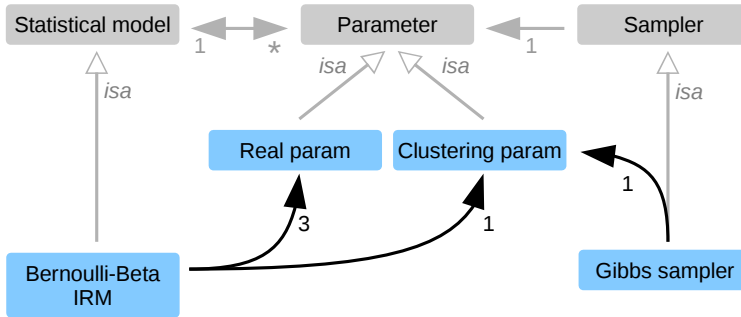 Statistical model
Parameter
Sampler
1
*
1
isa
isa
isa
isa
Real param
Clustering param
1
3
1
Bernoulli-Beta
IRM
Gibbs sampler